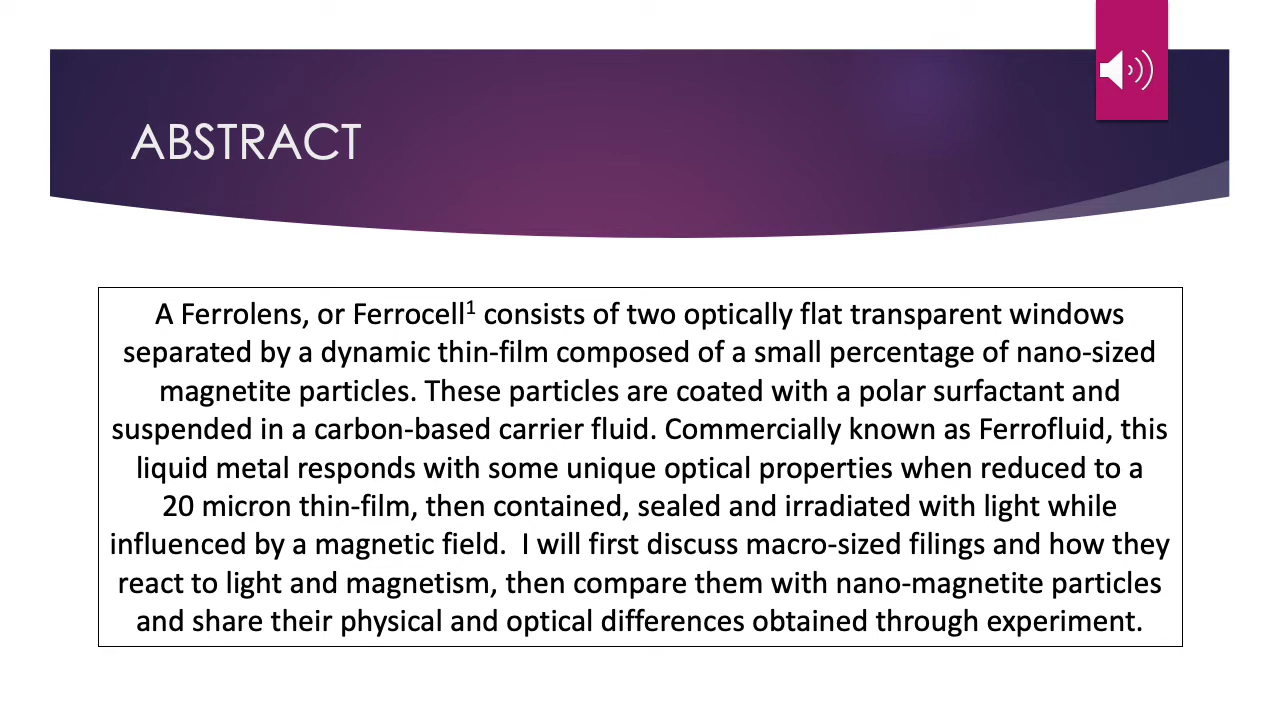 ABSTRACT
A Ferrolens, or Ferrocell¹ consists of two optically flat transparent windows
separated by a dynamic thin-film composed of a small percentage of nano-sized
magnetite particles. These particles are coated with a polar surfactant and
suspended in a carbon-based carrier fluid. Commercially known as Ferrofluid, this
liquid metal responds with some unique optical properties when reduced to a
20 micron thin-film, then contained, sealed and irradiated with light while
influenced by a magnetic field.  I will first discuss macro-sized filings and how they
react to light and magnetism, then compare them with nano-magnetite particles
and share their physical and optical differences obtained through experiment.